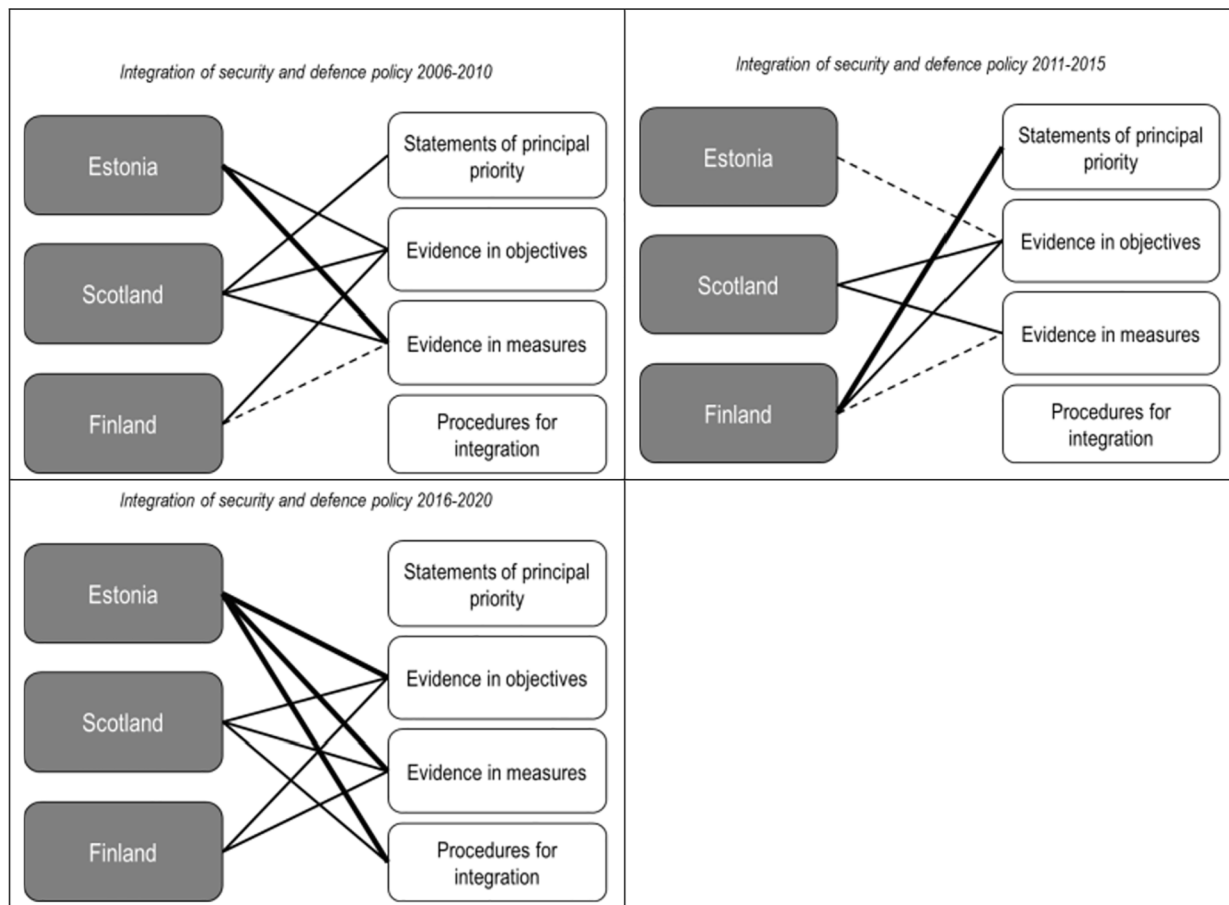 Integration of security and defence policy 2006-2010
Estonia
Scotland
Finland
Statements of principal
priority
Evidence in objectives
Evidence in measures
Procedures for
integration
Integration of security and defence policy 2011-2015
Estonia
Scotland
Finland
Statements of principal
priority
Evidence in objectives
Evidence in measures
Procedures for
integration
Integration of security and defence policy 2016-2020
Estonia
Scotland
Finland
Statements of principal
priority
Evidence in objectives
Evidence in measures
Procedures for
integration